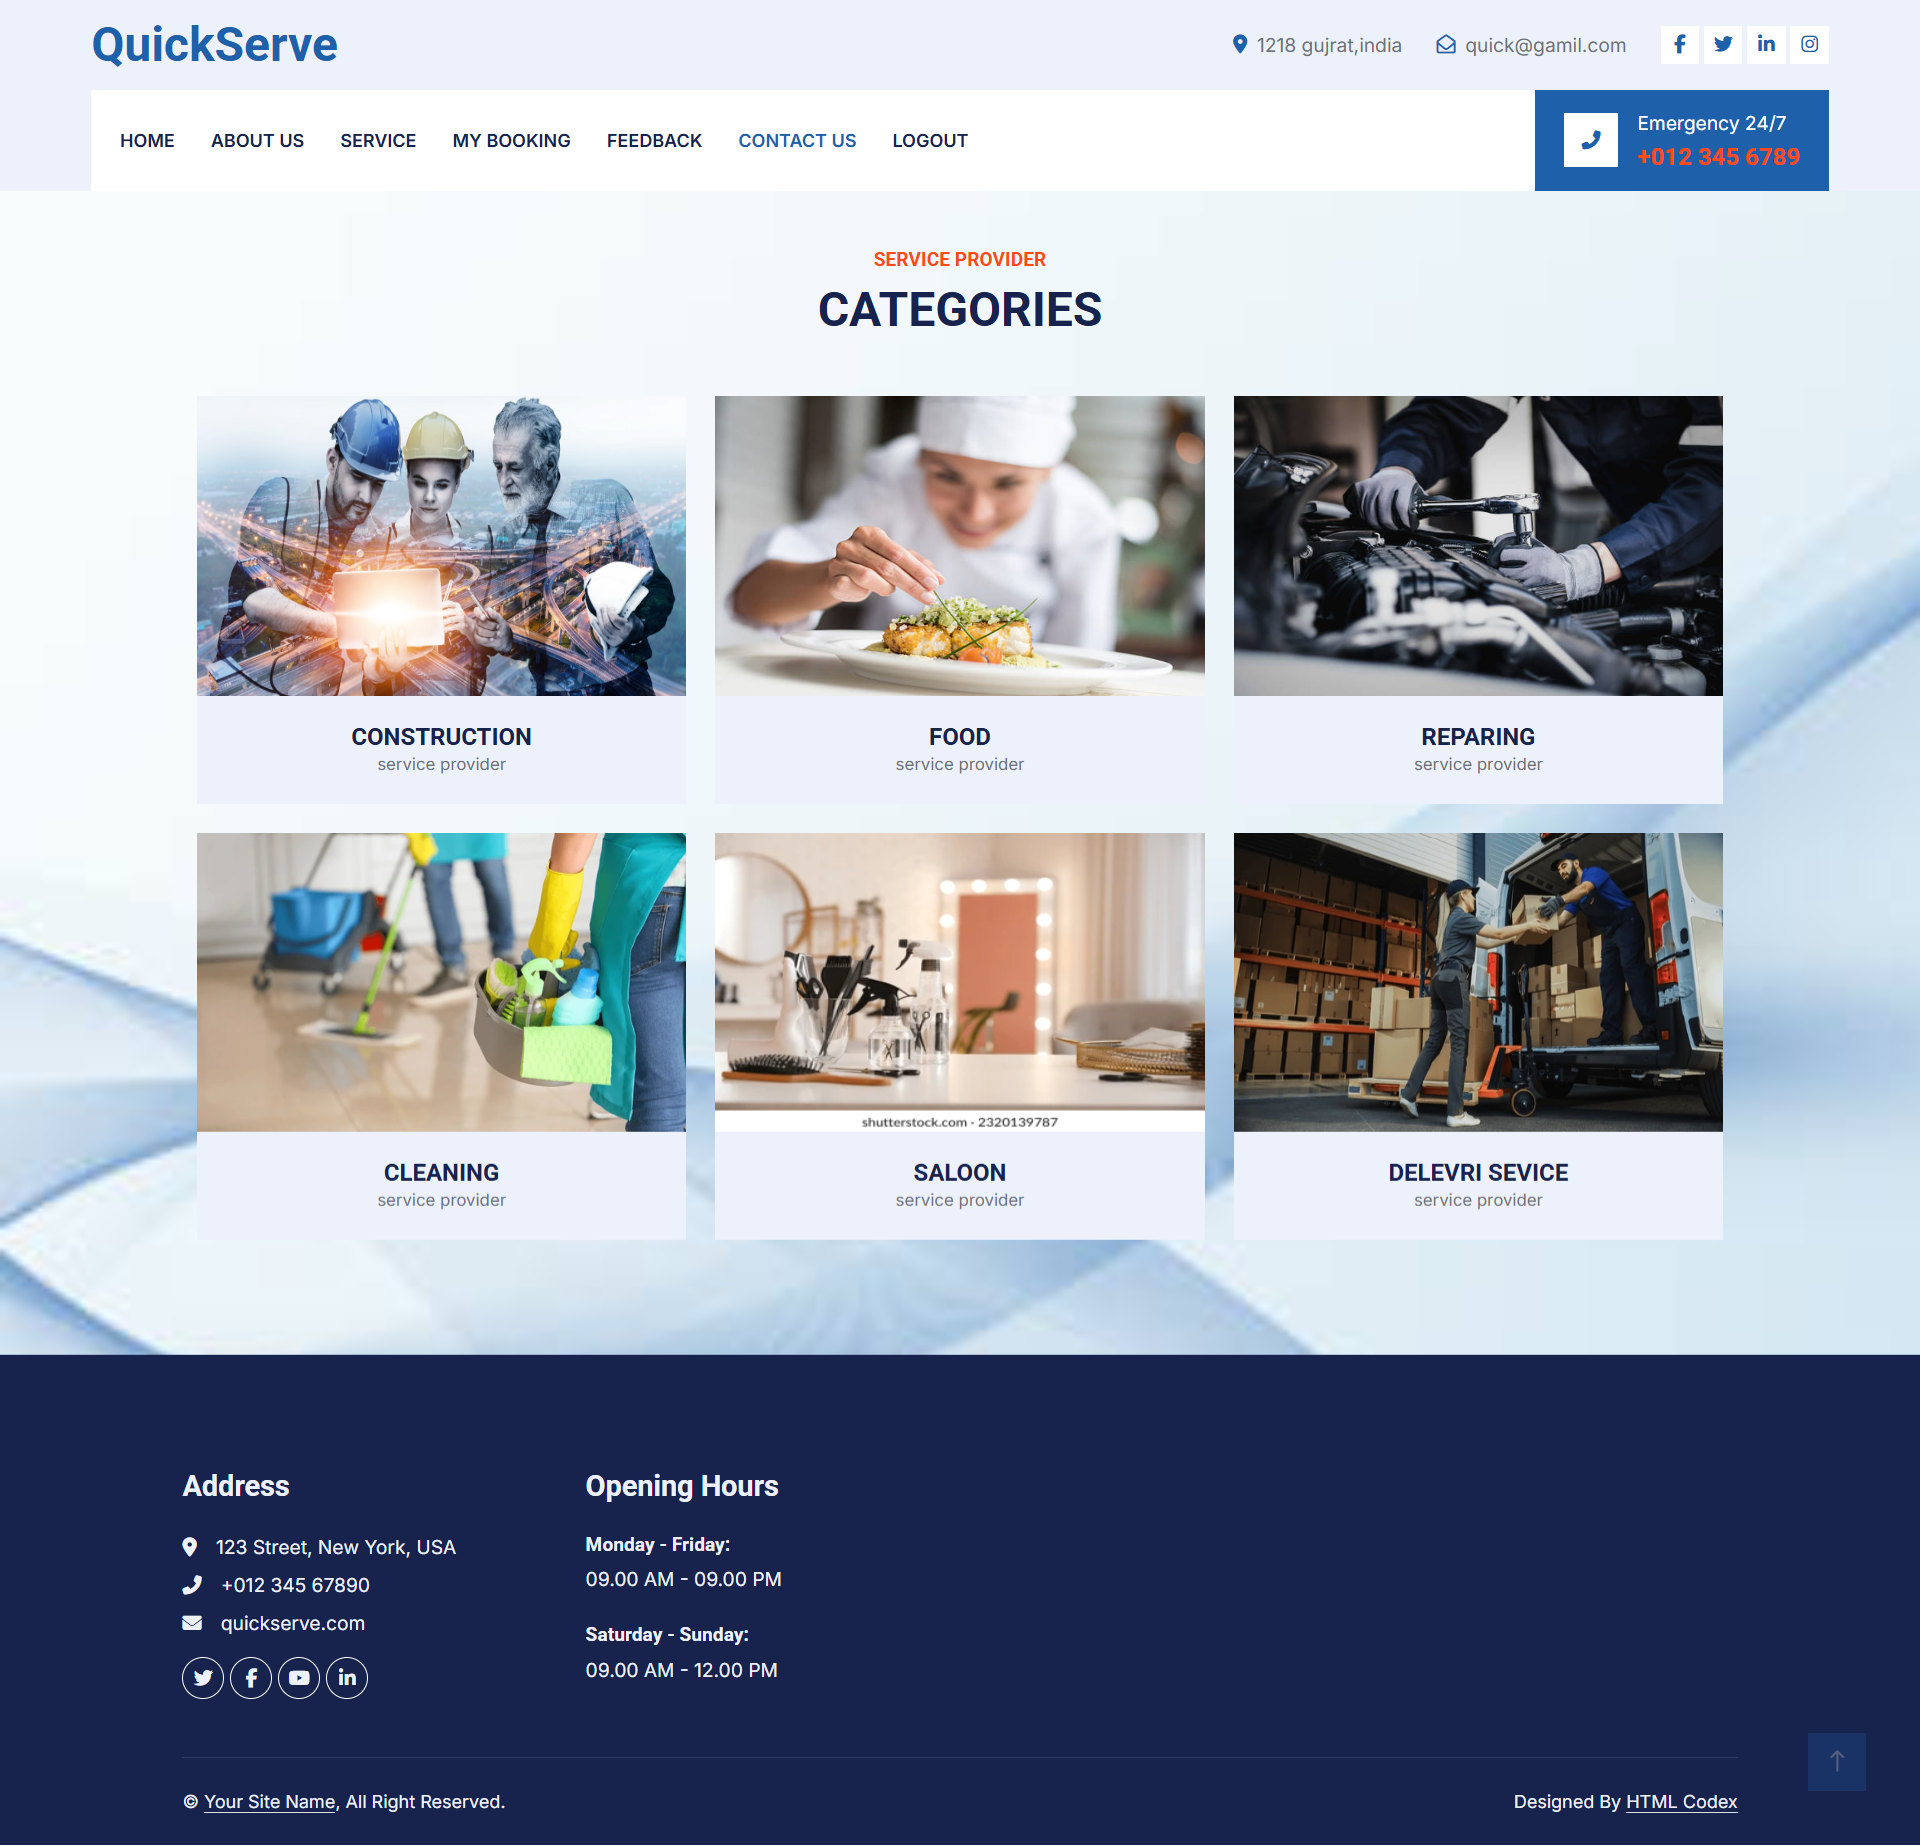 QuickServe
1218 gujrat,india
quick@gamil.com
HOME
ABOUT US
SERVICE
MY BOOKING
FEEDBACK
CONTACT US
LOGOUT
Emergency 24/7
+012 345 6789
SERVICE PROVIDER
CATEGORIES
CONSTRUCTION
service provider
FOOD
service provider
REPARING
service provider
shutterstock.com · 2320139787
CLEANING
service provider
SALOON
service provider
DELEVRI SEVICE
service provider
Address
123 Street, New York, USA
+012 345 67890
quickserve.com
Opening Hours
Monday - Friday:
09.00 AM - 09.00 PM
Saturday - Sunday:
09.00 AM - 12.00 PM
© Your Site Name, All Right Reserved.
Designed By HTML Codex